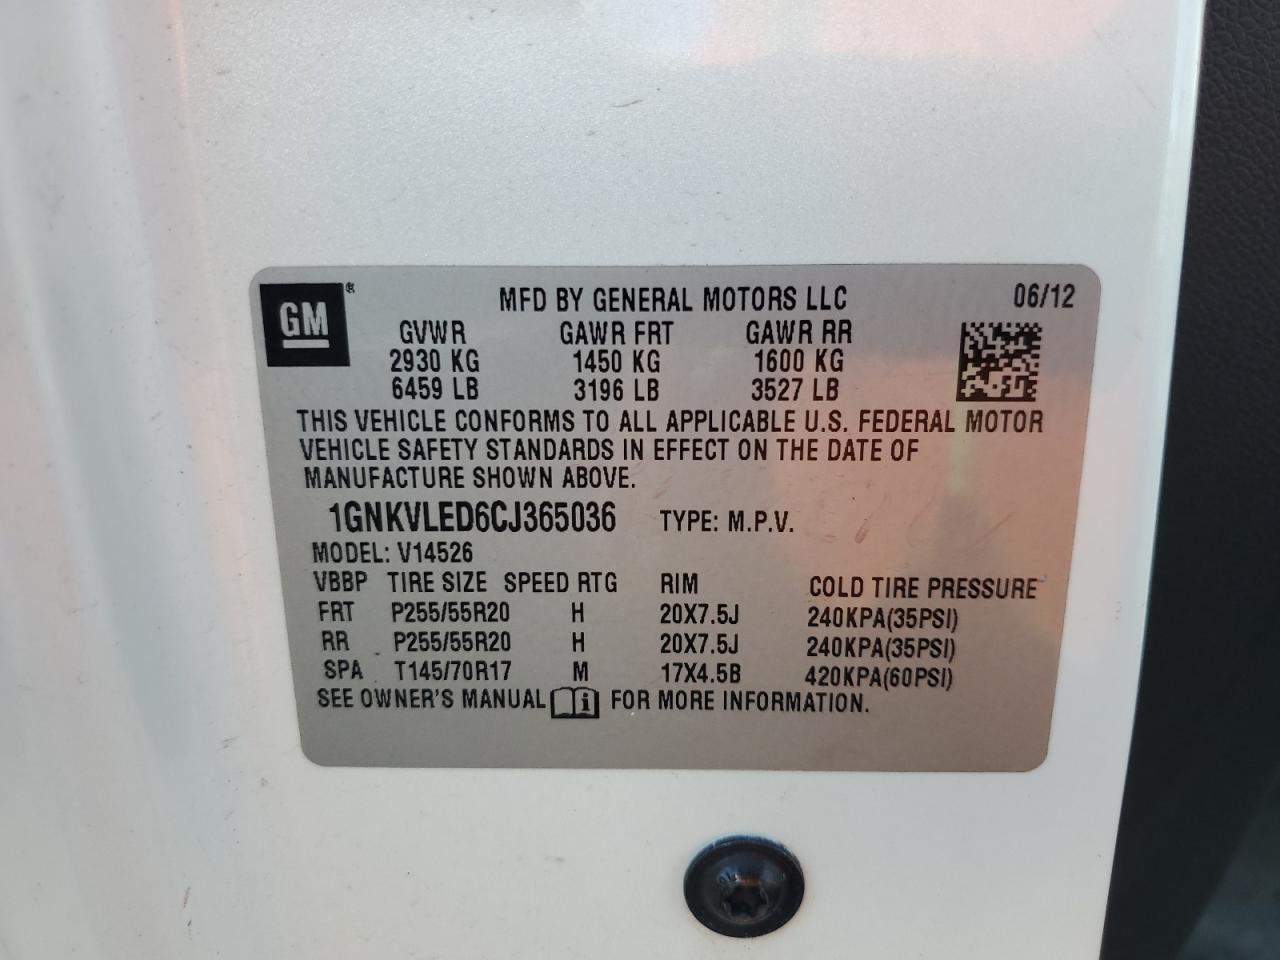 GM®
MFD BY GENERAL MOTORS LLC 06/12
GVWR GAWR FRT GAWR RR
2930 KG 1450 KG 1600 KG
6459 LB 3196 LB 3527 LB
THIS VEHICLE CONFORMS TO ALL APPLICABLE U.S. FEDERAL MOTOR
VEHICLE SAFETY STANDARDS IN EFFECT ON THE DATE OF
MANUFACTURE SHOWN ABOVE.
1GNKVLED6CJ365036 TYPE: M.P.V.
MODEL: V14526
VBBP TIRE SIZE SPEED RTG RIM COLD TIRE PRESSURE
FRT P255/55R20 H 20X7.5J 240KPA(35PSI)
RR P255/55R20 H 20X7.5J 240KPA(35PSI)
SPA T145/70R17 M 17X4.5B 420KPA(60PSI)
SEE OWNER'S MANUAL i FOR MORE INFORMATION.